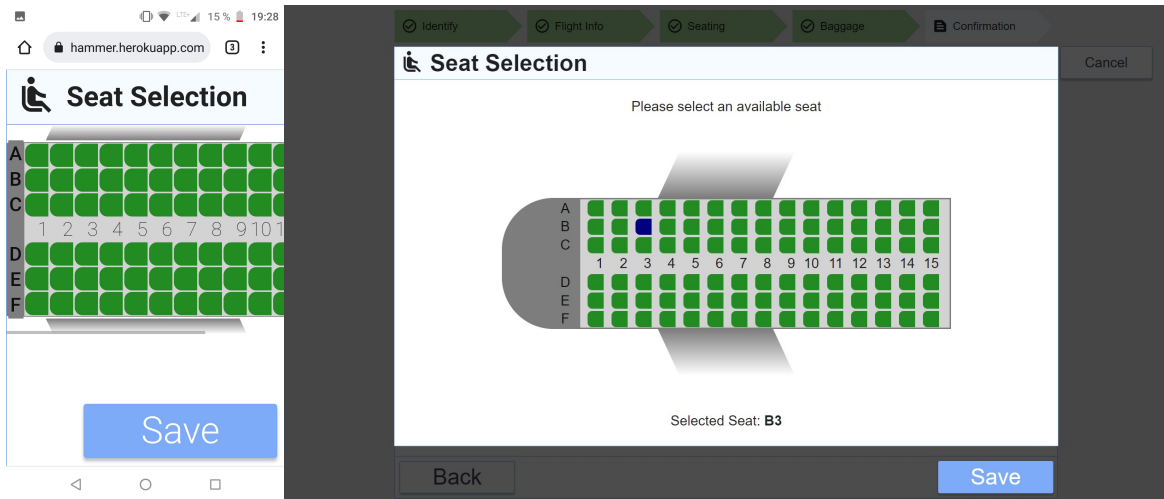 LTE+ 15 % 19:28
hammer.herokuapp.com 3
Seat Selection
A
B
C
1 2 3 4 5 6 7 8 9 10 1
D
E
F
Save
Identify Flight Info Seating Baggage Confirmation
Seat Selection
Cancel
Please select an available seat
A
B
C
1 2 3 4 5 6 7 8 9 10 11 12 13 14 15
D
E
F
Selected Seat: B3
Back Save